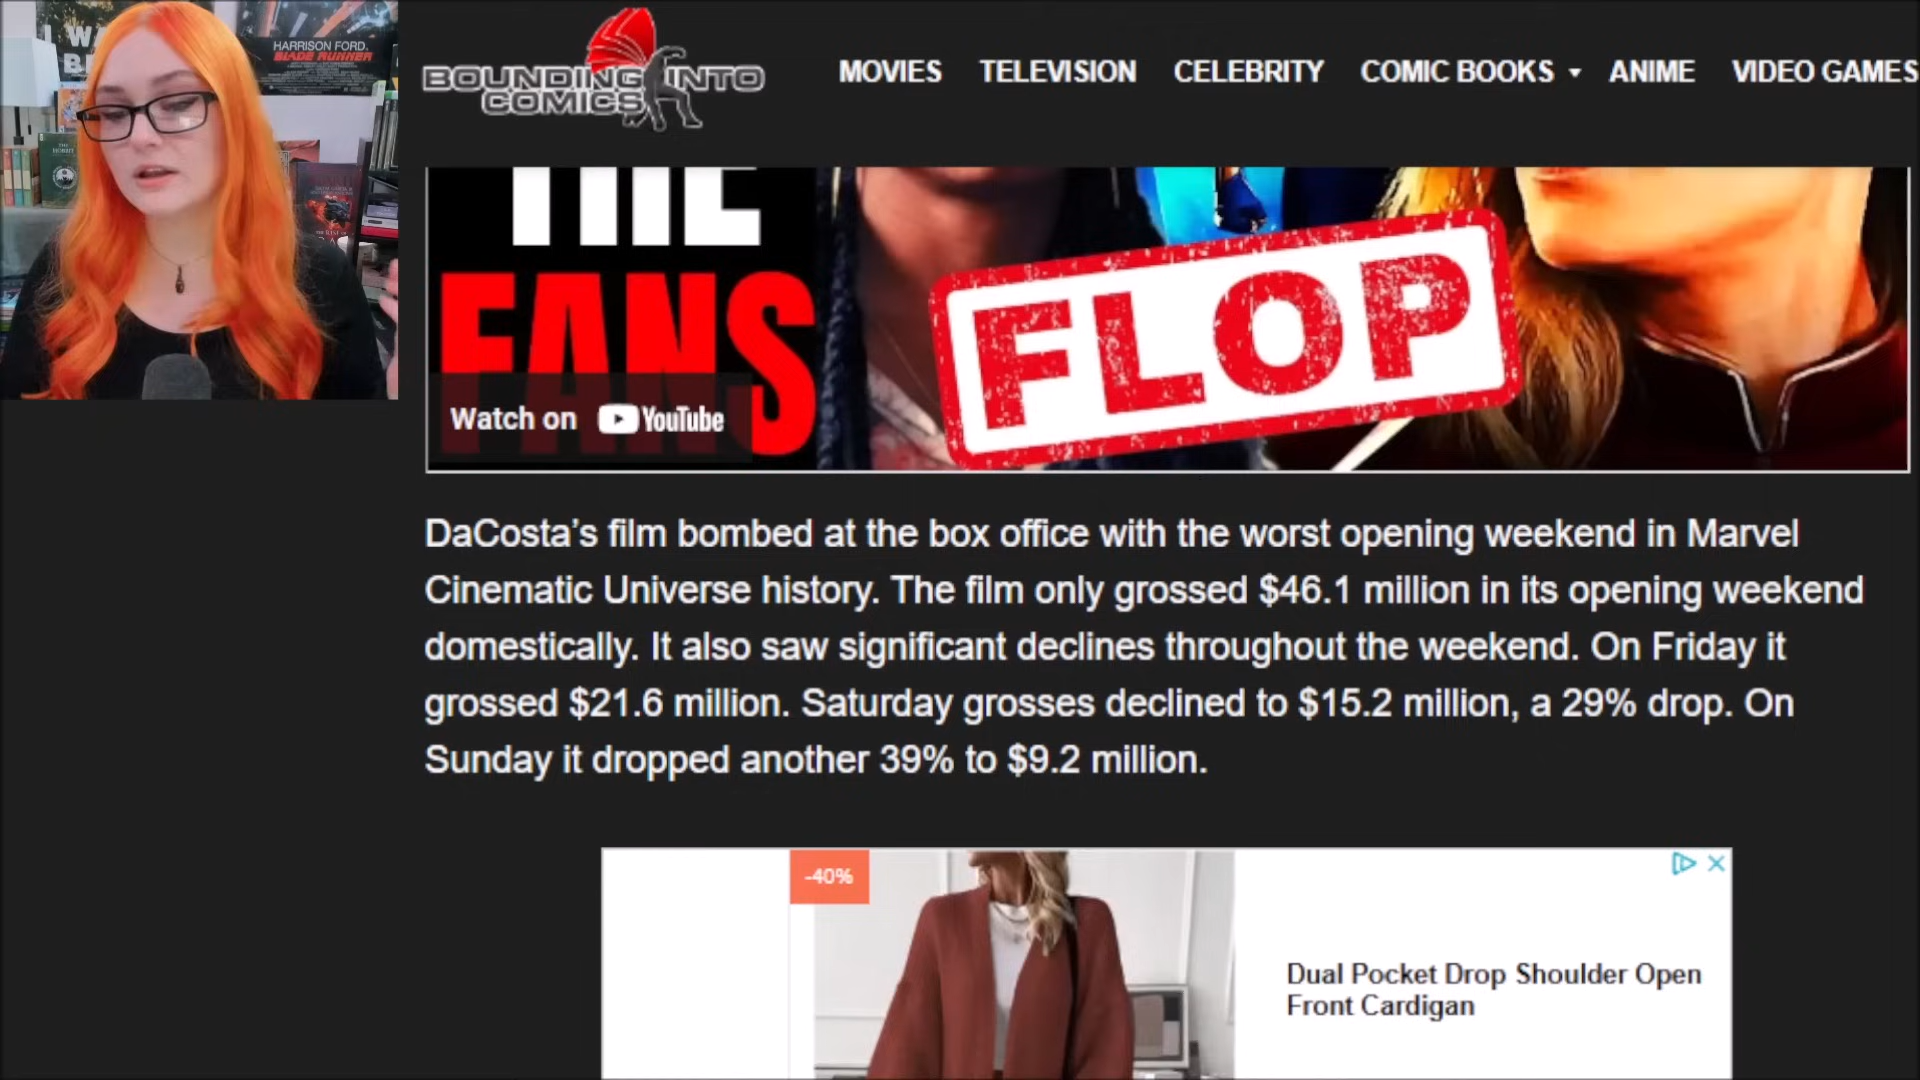 HARRISON FORD.
BLADE RUNNER
THE
HOBBIT
BOUNDING INTO
COMICS
MOVIES
TELEVISION
CELEBRITY
COMIC BOOKS
ANIME
VIDEO GAMES
THE
FANS
FLOP
Watch on YouTube
DaCosta’s film bombed at the box office with the worst opening weekend in Marvel
Cinematic Universe history. The film only grossed $46.1 million in its opening weekend
domestically. It also saw significant declines throughout the weekend. On Friday it
grossed $21.6 million. Saturday grosses declined to $15.2 million, a 29% drop. On
Sunday it dropped another 39% to $9.2 million.
-40%
Dual Pocket Drop Shoulder Open
Front Cardigan